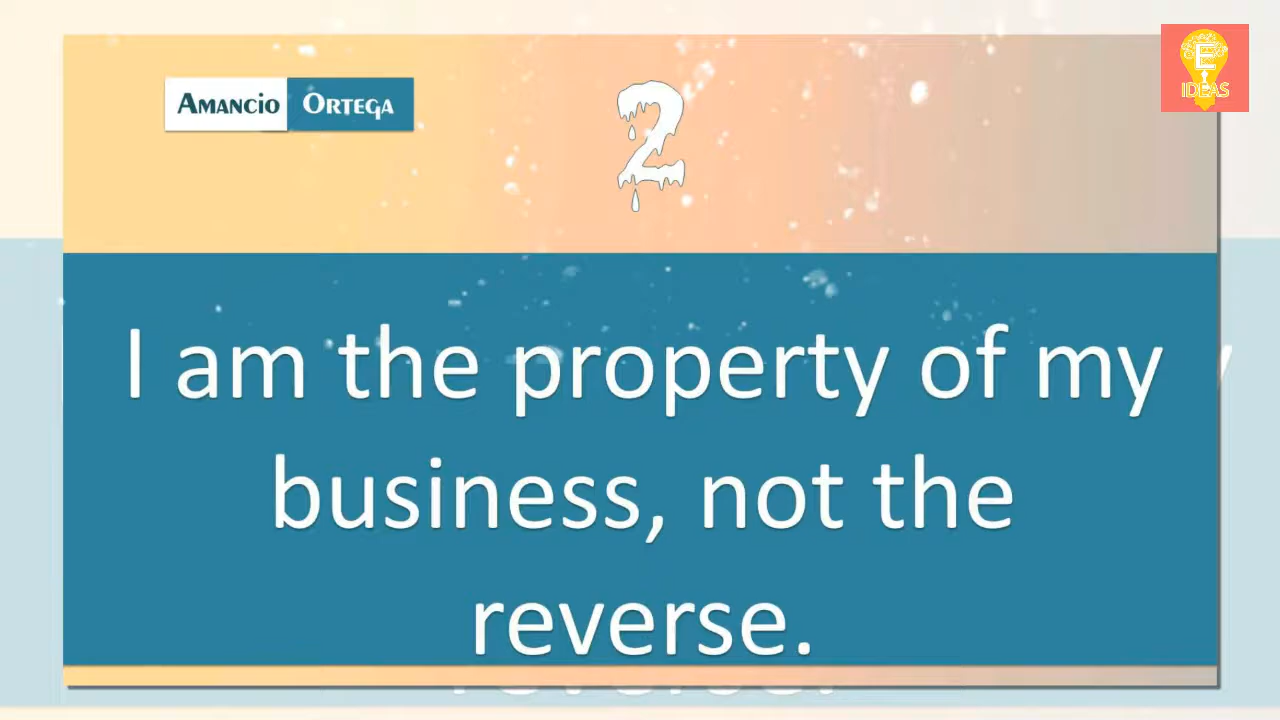 Amancio Ortega
2
E
IDEAS
I am the property of my
business, not the
reverse.